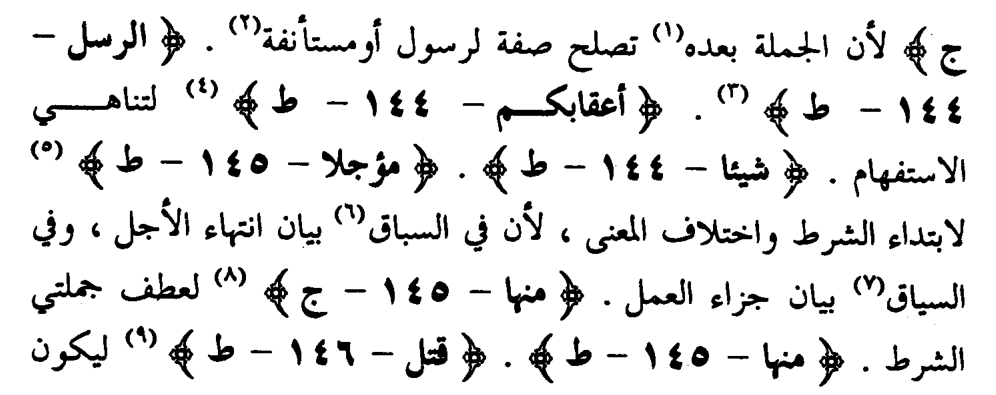 ج ﴾ لأن الجملة بعده(١) تصلح صفة لرسول أومستأنفة(٢) . ﴿ الرسل –
١٤٤ – ط ﴾ (٣) . ﴿ أعقابكم – ١٤٤ – ط ﴾ (٤) لتناهي
الاستفهام . ﴿ شيئا – ١٤٤ – ط ﴾ . ﴿ مؤجلا – ١٤٥ – ط ﴾ (٥)
لابتداء الشرط واختلاف المعنى ، لأن في السباق(٦) بيان انتهاء الأجل ، وفي
السياق(٧) بيان جزاء العمل . ﴿ منها – ١٤٥ – ج ﴾ (٨) لعطف جملتي
الشرط . ﴿ منها – ١٤٥ – ط ﴾ . ﴿ قتل – ١٤٦ – ط ﴾ (٩) ليكون